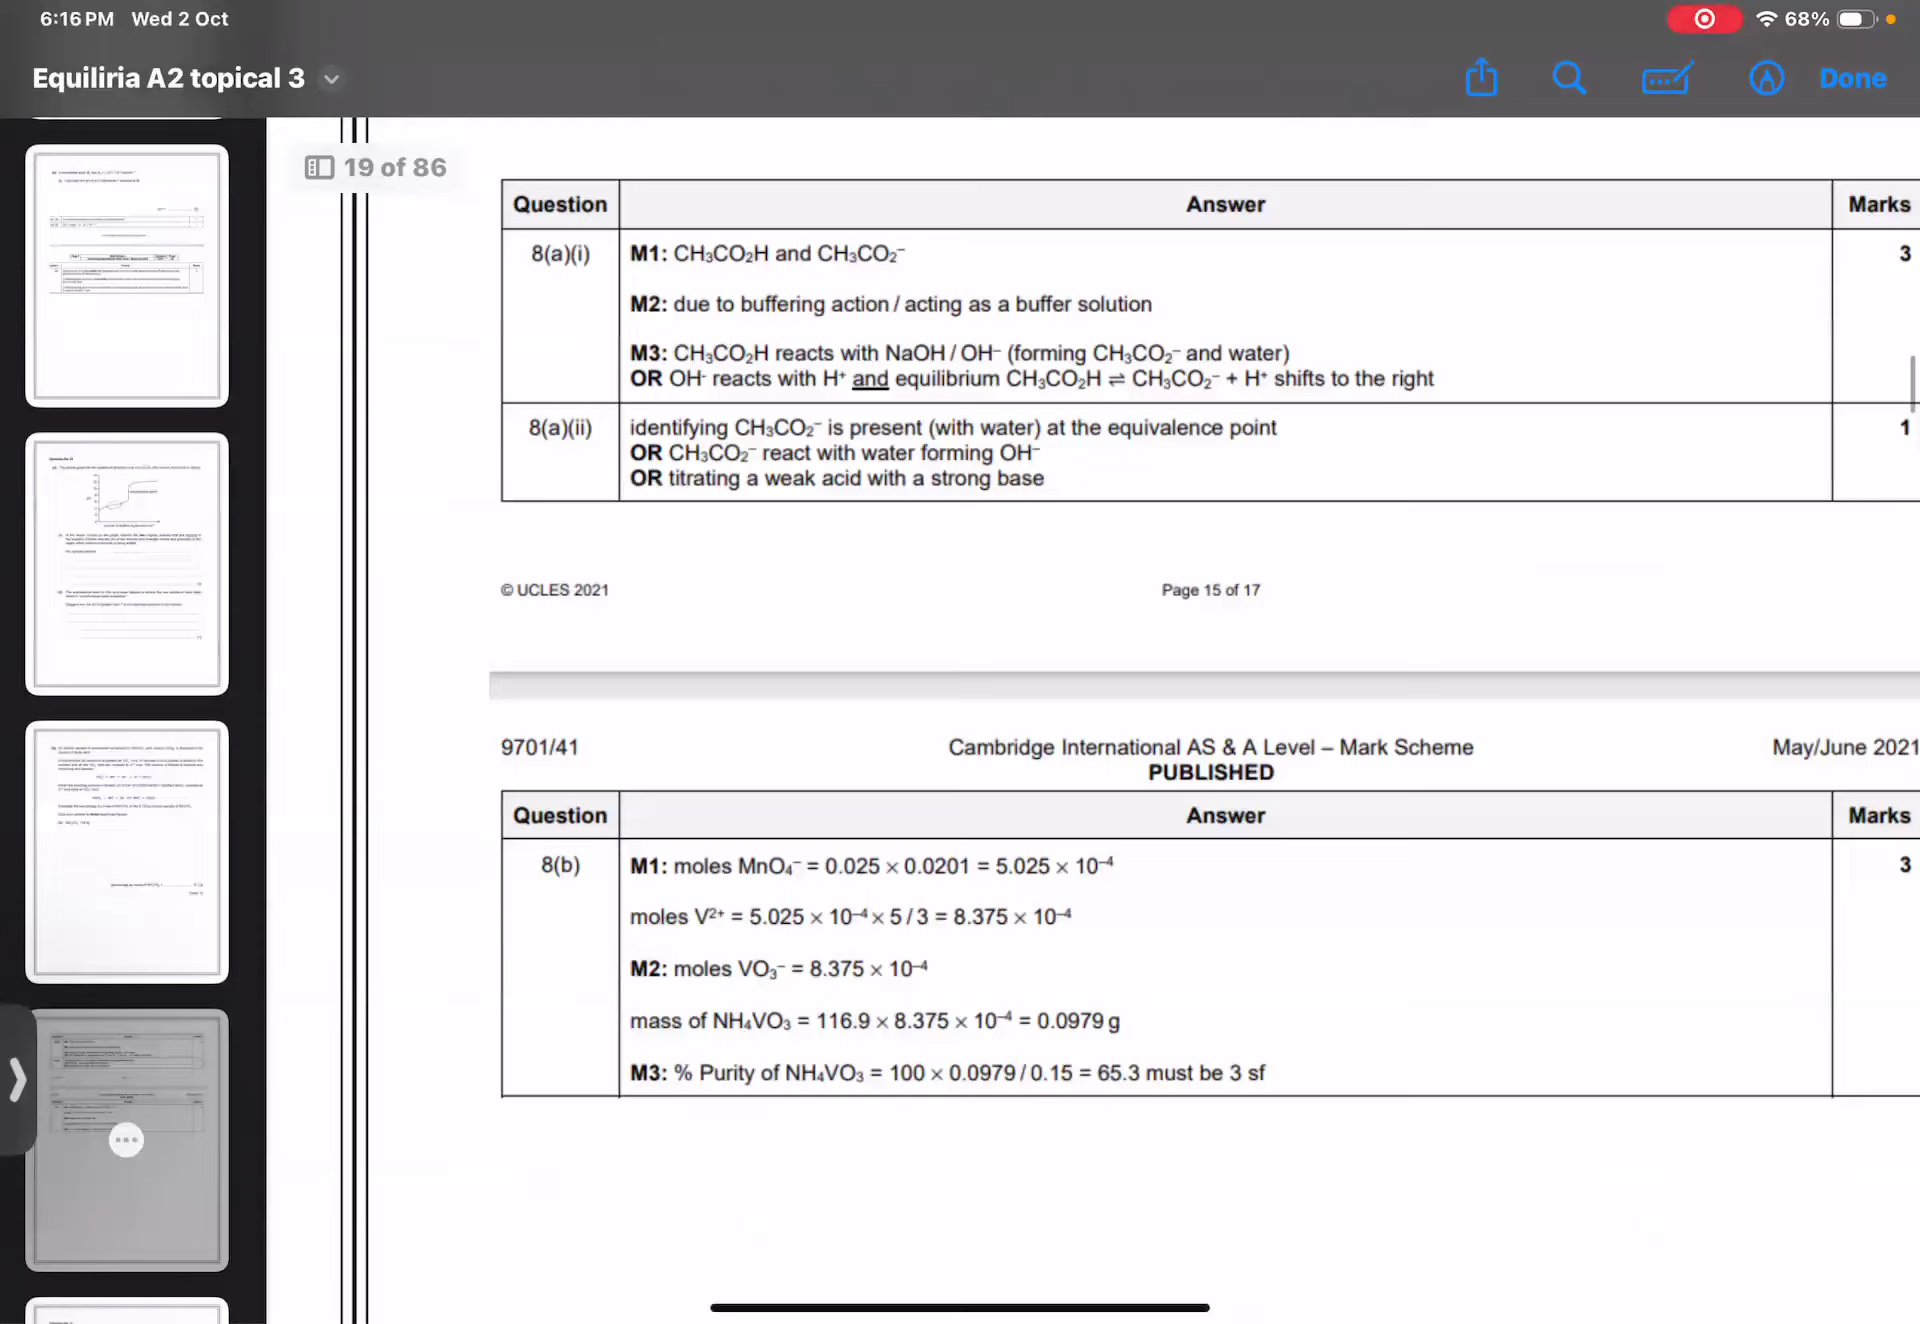 6:16 PM Wed 2 Oct
68%
Equiliria A2 topical 3
Done
19 of 86
Question Answer Marks
8(a)(i) M1: CH₃CO₂H and CH₃CO₂⁻ 3
M2: due to buffering action / acting as a buffer solution
M3: CH₃CO₂H reacts with NaOH / OH⁻ (forming CH₃CO₂⁻ and water)
OR OH⁻ reacts with H⁺ and equilibrium CH₃CO₂H ⇌ CH₃CO₂⁻ + H⁺ shifts to the right
8(a)(ii) identifying CH₃CO₂⁻ is present (with water) at the equivalence point 1
OR CH₃CO₂⁻ react with water forming OH⁻
OR titrating a weak acid with a strong base
© UCLES 2021 Page 15 of 17
9701/41 Cambridge International AS & A Level – Mark Scheme May/June 2021
PUBLISHED
Question Answer Marks
8(b) M1: moles MnO₄⁻ = 0.025 × 0.0201 = 5.025 × 10⁻⁴ 3
moles V²⁺ = 5.025 × 10⁻⁴ × 5 / 3 = 8.375 × 10⁻⁴
M2: moles VO₃⁻ = 8.375 × 10⁻⁴
mass of NH₄VO₃ = 116.9 × 8.375 × 10⁻⁴ = 0.0979 g
M3: % Purity of NH₄VO₃ = 100 × 0.0979 / 0.15 = 65.3 must be 3 sf